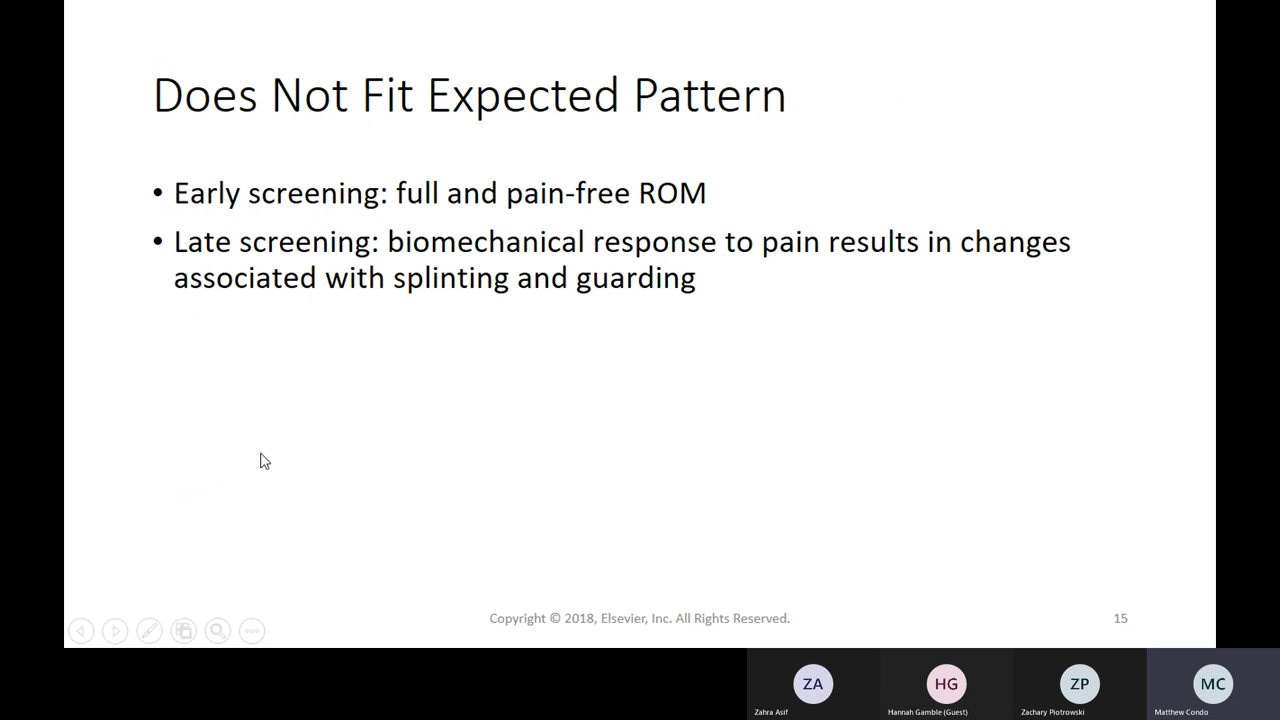 Does Not Fit Expected Pattern
• Early screening: full and pain-free ROM
• Late screening: biomechanical response to pain results in changes
associated with splinting and guarding
Copyright © 2018, Elsevier, Inc. All Rights Reserved.
15
ZA
HG
ZP
MC
Zahra Asif
Hannah Gamble (Guest)
Zachary Piotrowski
Matthew Condo